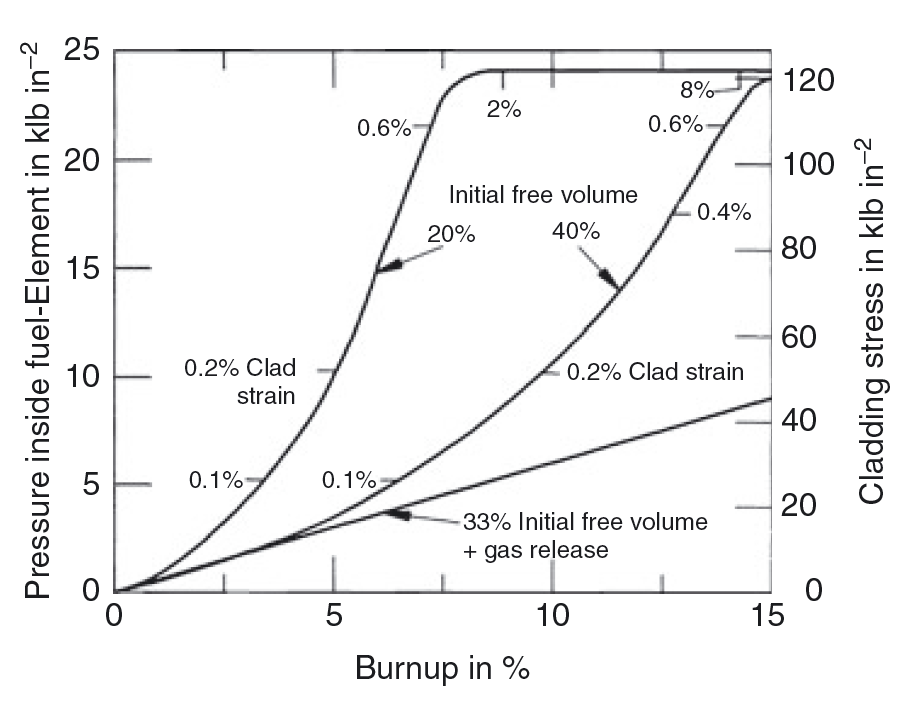 Pressure inside fuel-Element in klb in−2
25
20
15
10
5
0
0.6%
2%
8%
0.6%
Initial free volume
20%
40%
0.4%
0.2% Clad
strain
0.2% Clad strain
0.1%
0.1%
33% Initial free volume
+ gas release
120
100
80
60
40
20
0
Cladding stress in klb in−2
0
5
10
15
Burnup in %